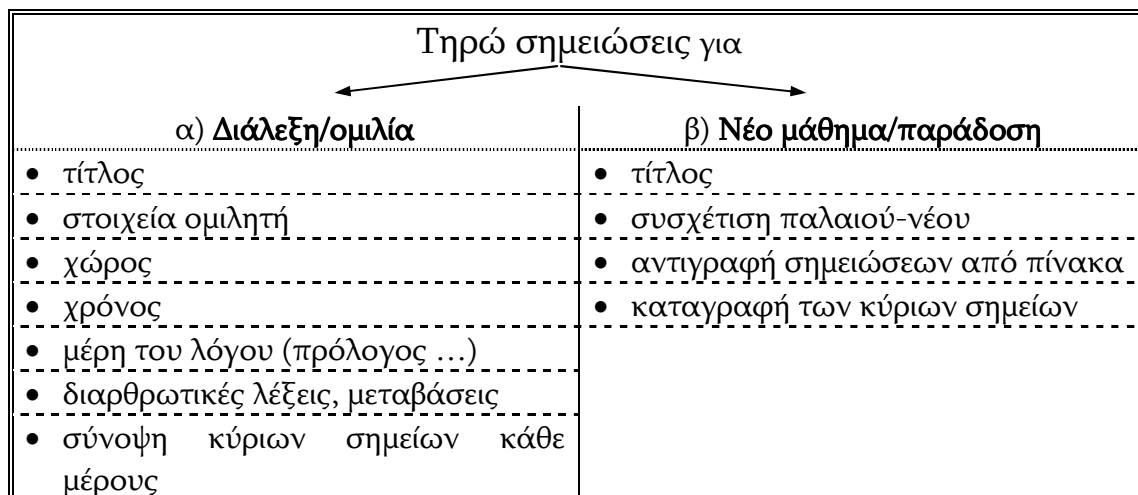 Τηρώ σημειώσεις για
α) Διάλεξη/ομιλία
• τίτλος
• στοιχεία ομιλητή
• χώρος
• χρόνος
• μέρη του λόγου (πρόλογος …)
• διαρθρωτικές λέξεις, μεταβάσεις
• σύνοψη κύριων σημείων κάθε
μέρους
β) Νέο μάθημα/παράδοση
• τίτλος
• συσχέτιση παλαιού-νέου
• αντιγραφή σημειώσεων από πίνακα
• καταγραφή των κύριων σημείων